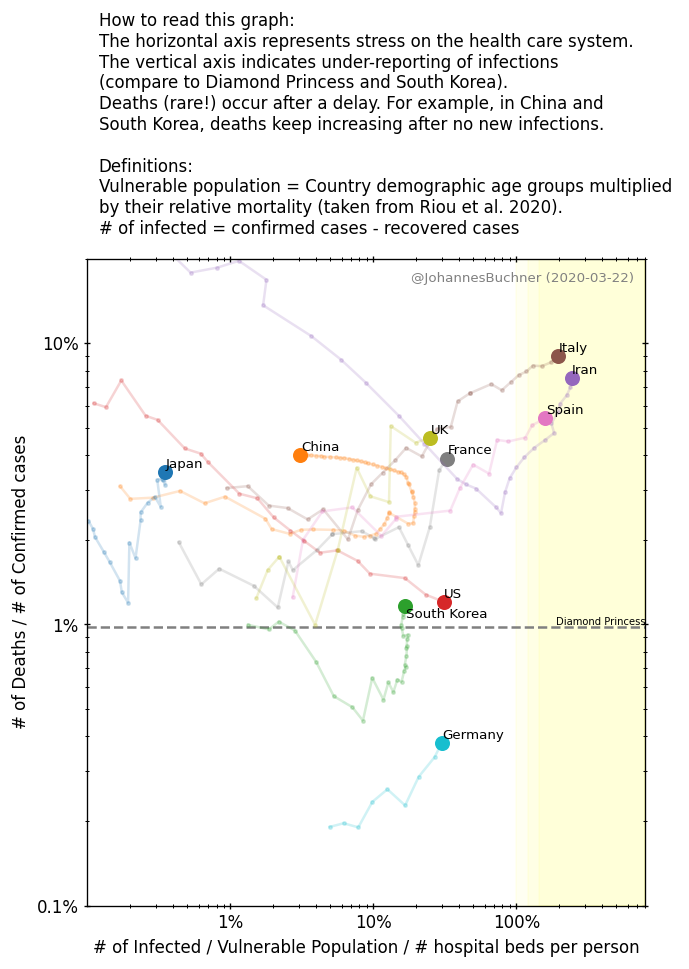 How to read this graph:
The horizontal axis represents stress on the health care system.
The vertical axis indicates under-reporting of infections
(compare to Diamond Princess and South Korea).
Deaths (rare!) occur after a delay. For example, in China and
South Korea, deaths keep increasing after no new infections.
Definitions:
Vulnerable population = Country demographic age groups multiplied
by their relative mortality (taken from Riou et al. 2020).
# of infected = confirmed cases - recovered cases
@JohannesBuchner (2020-03-22)
10%
Italy
Iran
Spain
UK
China
France
Japan
US
South Korea
1%
Diamond Princess
# of Deaths / # of Confirmed cases
Germany
0.1%
1%
10%
100%
# of Infected / Vulnerable Population / # hospital beds per person